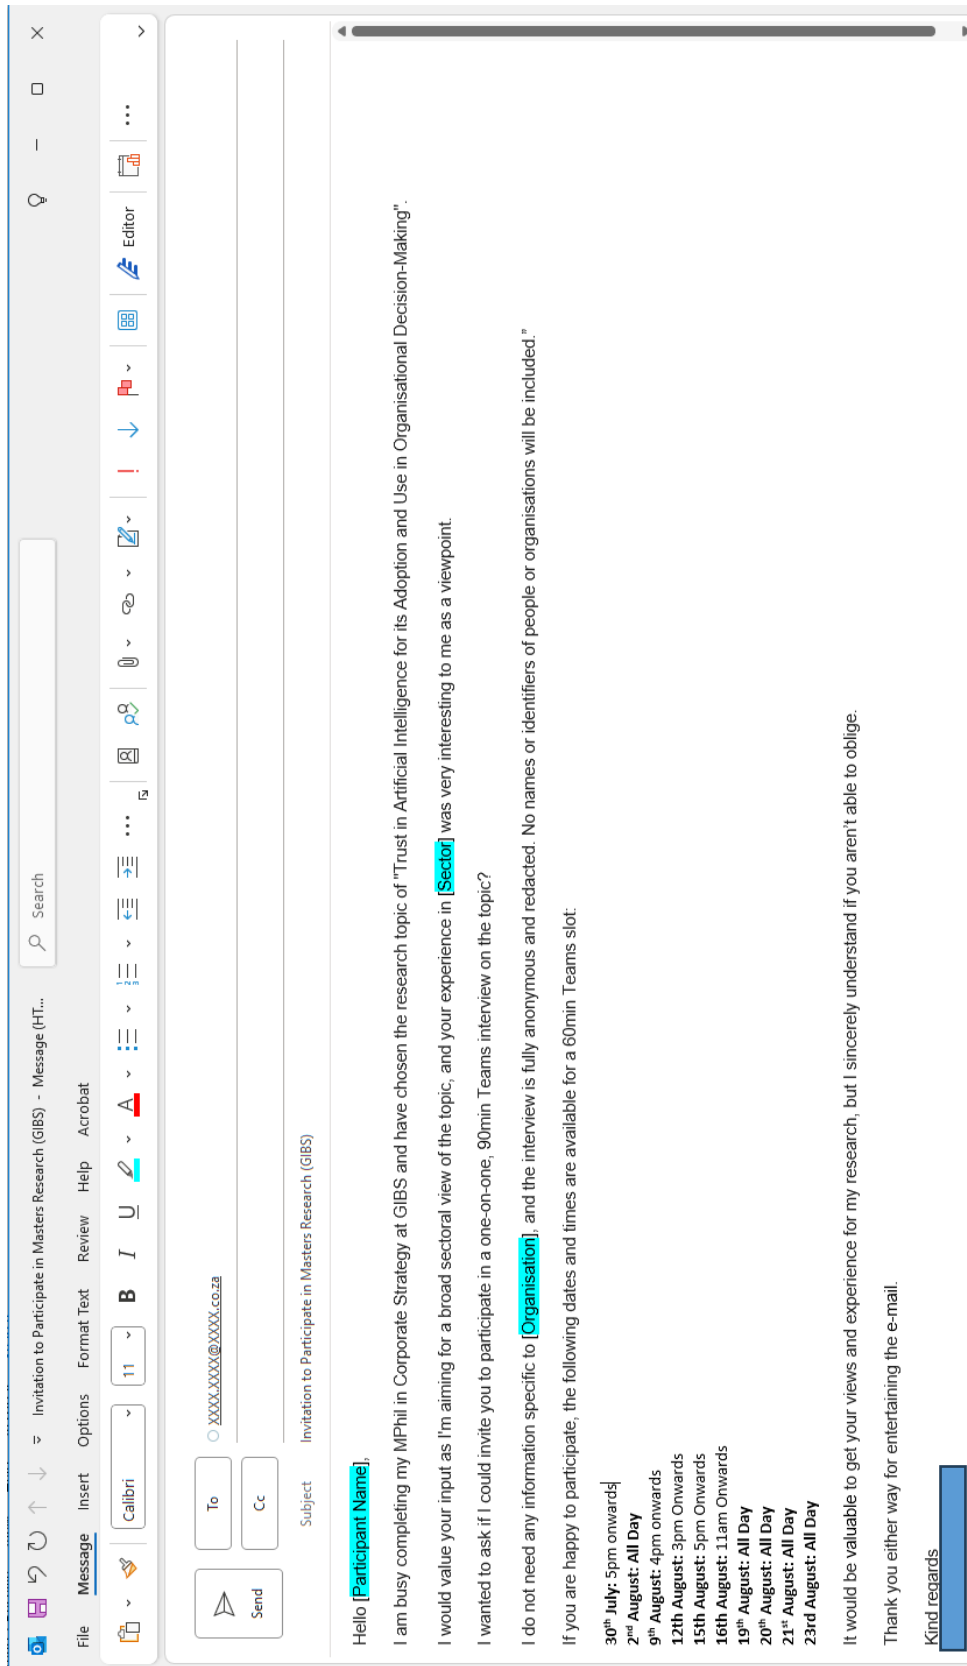 Invitation to Participate in Masters Research (GIBS) - Message (HT...
Search
File Message Insert Options Format Text Review Help Acrobat
Calibri 11 B I U A Editor
Send
To XXXX.XXXX@XXXX.co.za
Cc
Subject Invitation to Participate in Masters Research (GIBS)
Hello [Participant Name],
I am busy completing my MPhil in Corporate Strategy at GIBS and have chosen the research topic of "Trust in Artificial Intelligence for its Adoption and Use in Organisational Decision-Making".
I would value your input as I'm aiming for a broad sectoral view of the topic, and your experience in [Sector] was very interesting to me as a viewpoint.
I wanted to ask if I could invite you to participate in a one-on-one, 90min Teams interview on the topic?
I do not need any information specific to [Organisation], and the interview is fully anonymous and redacted. No names or identifiers of people or organisations will be included.”
If you are happy to participate, the following dates and times are available for a 60min Teams slot:
30th July: 5pm onwards
2nd August: All Day
9th August: 4pm onwards
12th August: 3pm Onwards
15th August: 5pm Onwards
16th August: 11am Onwards
19th August: All Day
20th August: All Day
21st August: All Day
23rd August: All Day
It would be valuable to get your views and experience for my research, but I sincerely understand if you aren't able to oblige.
Thank you either way for entertaining the e-mail.
Kind regards